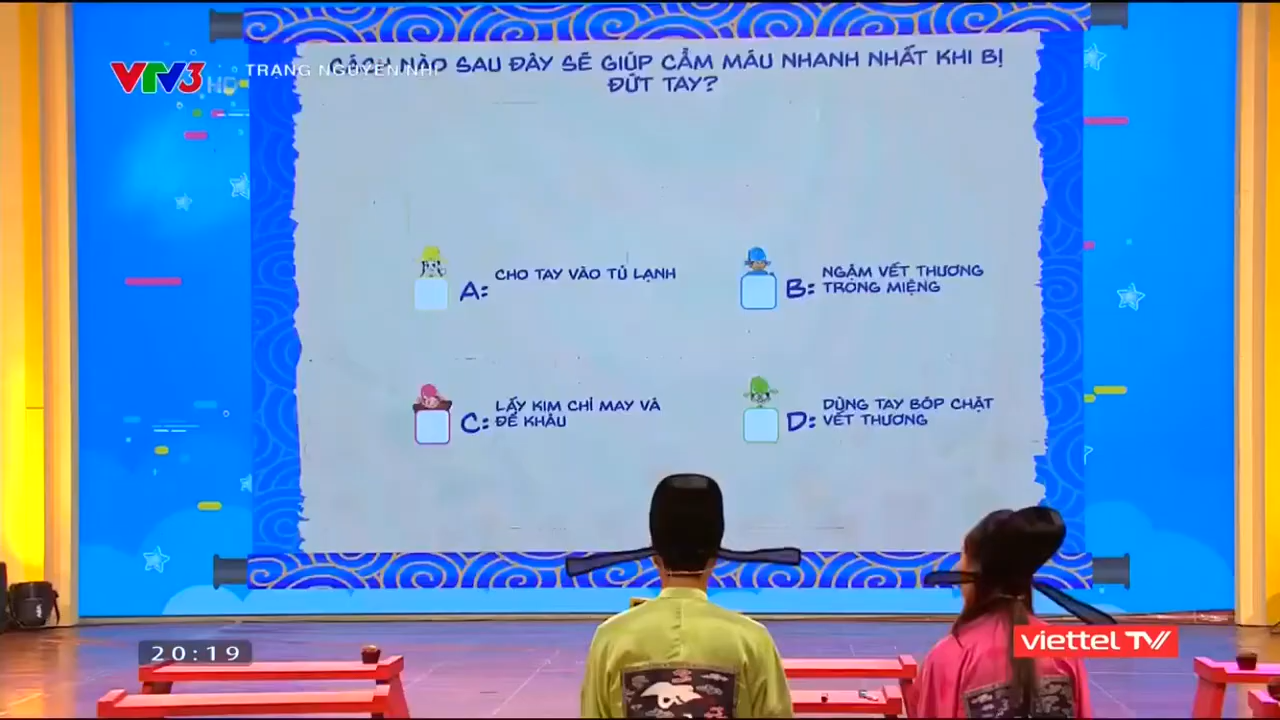 VTV3
HD
TRẠNG NGUYÊN NHÍ
CÁCH NÀO SAU ĐÂY SẼ GIÚP CẦM MÁU NHANH NHẤT KHI BỊ
ĐỨT TAY?
A: CHO TAY VÀO TỦ LẠNH
B: NGẬM VẾT THƯƠNG
TRONG MIỆNG
C: LẤY KIM CHỈ MAY VÁ
ĐỂ KHÂU
D: DÙNG TAY BÓP CHẶT
VẾT THƯƠNG
20:19
viettel TV